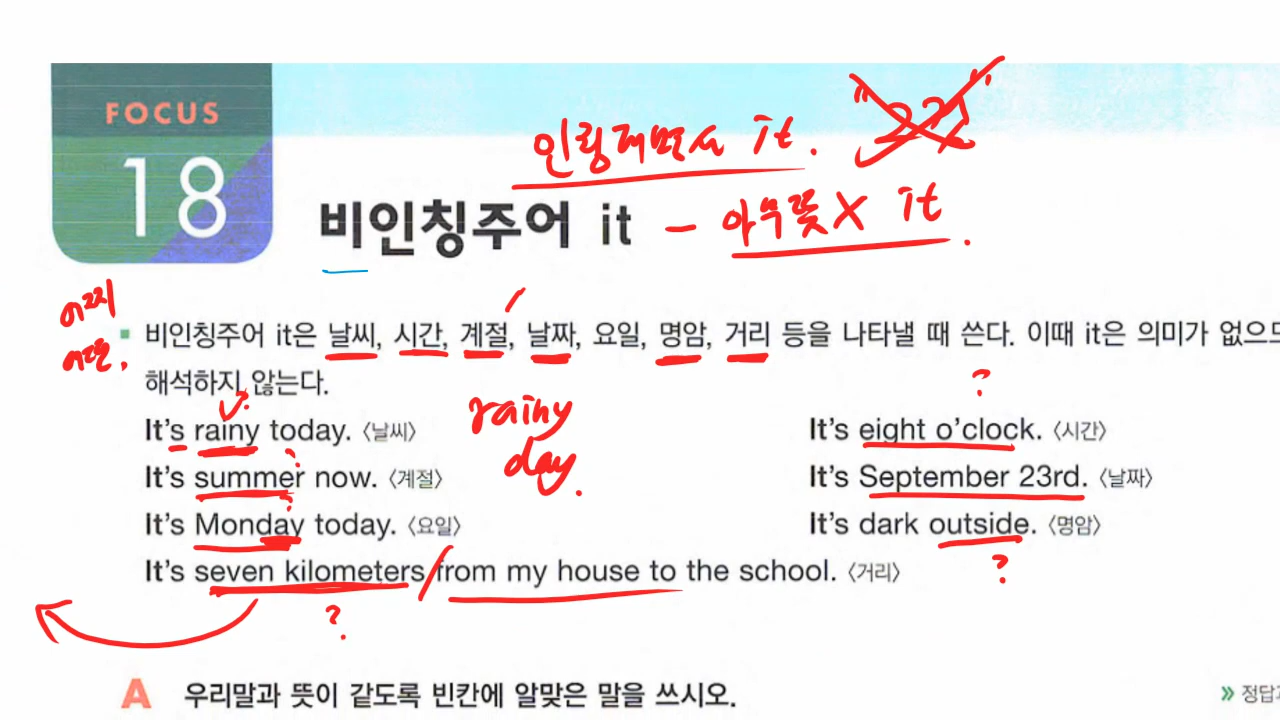 FOCUS
18
인칭대명사 it.
비인칭주어 it - 아무뜻X it.
비인칭주어 it은 날씨, 시간, 계절, 날짜, 요일, 명암, 거리 등을 나타낼 때 쓴다. 이때 it은 의미가 없으므
해석하지 않는다.
It's rainy today. 〈날씨〉
rainy
day.
It's eight o'clock. 〈시간〉
It's summer now. 〈계절〉
It's September 23rd. 〈날짜〉
It's Monday today. 〈요일〉
It's dark outside. 〈명암〉
It's seven kilometers from my house to the school. 〈거리〉
A 우리말과 뜻이 같도록 빈칸에 알맞은 말을 쓰시오.
» 정답